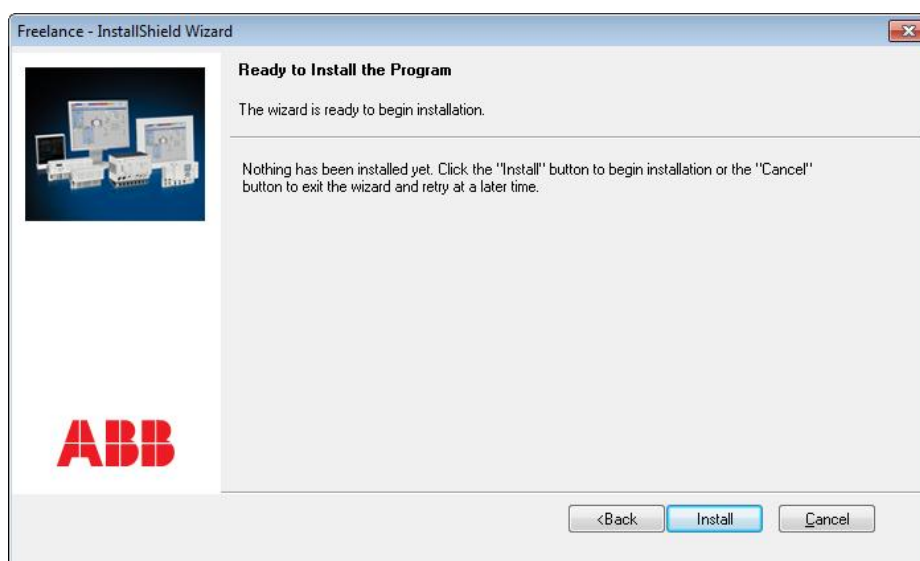 Freelance - InstallShield Wizard
Ready to Install the Program
The wizard is ready to begin installation.
Nothing has been installed yet. Click the "Install" button to begin installation or the "Cancel"
button to exit the wizard and retry at a later time.
ABB
<Back
Install
Cancel